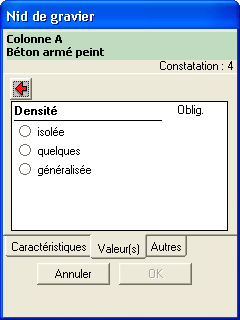 Nid de gravier
Colonne A
Béton armé peint
Constatation : 4
Densité Oblig.
isolée
quelques
généralisée
Caractéristiques Valeur(s) Autres
Annuler OK